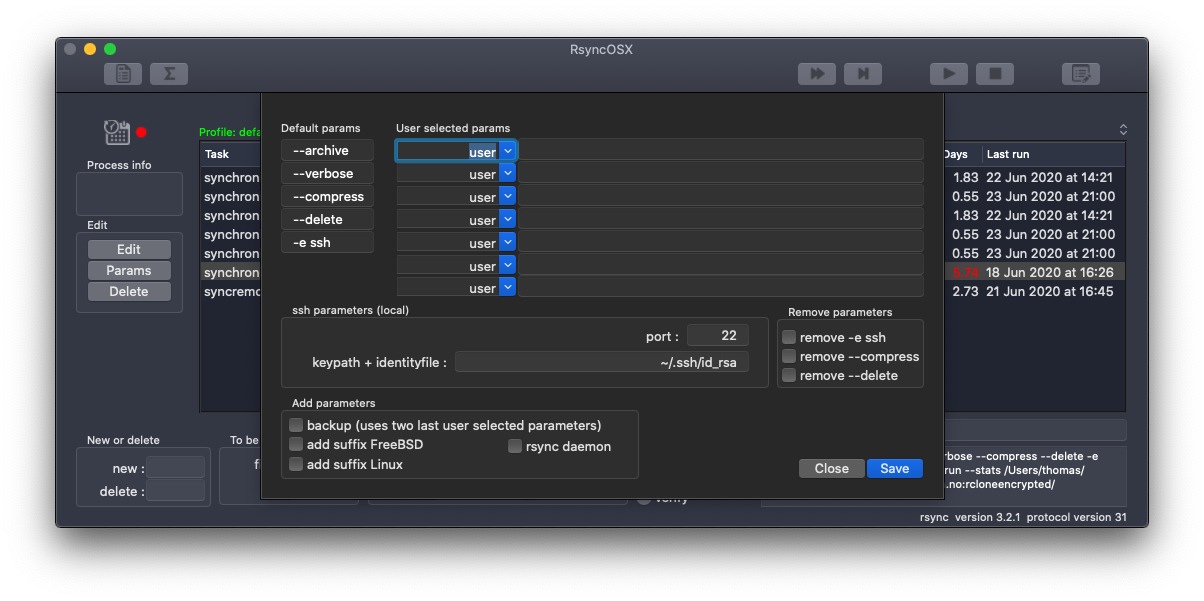 RsyncOSX
Profile: defa
Process info
Edit
Edit
Params
Delete
Task
synchron
synchron
synchron
synchron
synchron
synchron
syncremo
Default params
--archive
--verbose
--compress
--delete
-e ssh
User selected params
user
user
user
user
user
user
user
ssh parameters (local)
port :
22
keypath + identityfile :
~/.ssh/id_rsa
Remove parameters
remove -e ssh
remove --compress
remove --delete
Add parameters
backup (uses two last user selected parameters)
add suffix FreeBSD
rsync daemon
add suffix Linux
Close
Save
Days Last run
1.83 22 Jun 2020 at 14:21
0.55 23 Jun 2020 at 21:00
1.83 22 Jun 2020 at 14:21
0.55 23 Jun 2020 at 21:00
0.55 23 Jun 2020 at 21:00
5.74 18 Jun 2020 at 16:26
2.73 21 Jun 2020 at 16:45
New or delete
new :
delete :
To be
verify
rbose --compress --delete -e
run --stats /Users/thomas/
.no:rcloneencrypted/
rsync version 3.2.1 protocol version 31